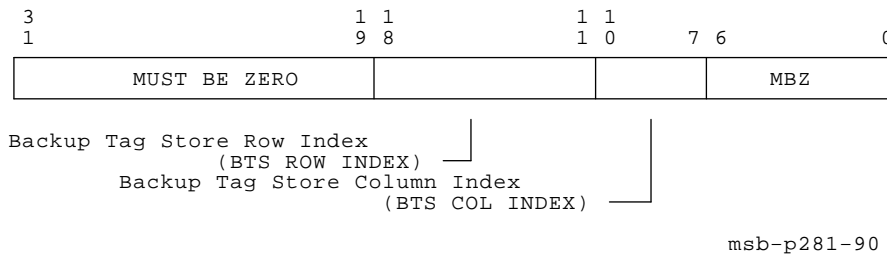 3 1 1 1 1
1 9 8 1 0 7 6 0
MUST BE ZERO MBZ
Backup Tag Store Row Index
(BTS ROW INDEX)
Backup Tag Store Column Index
(BTS COL INDEX)
msb-p281-90